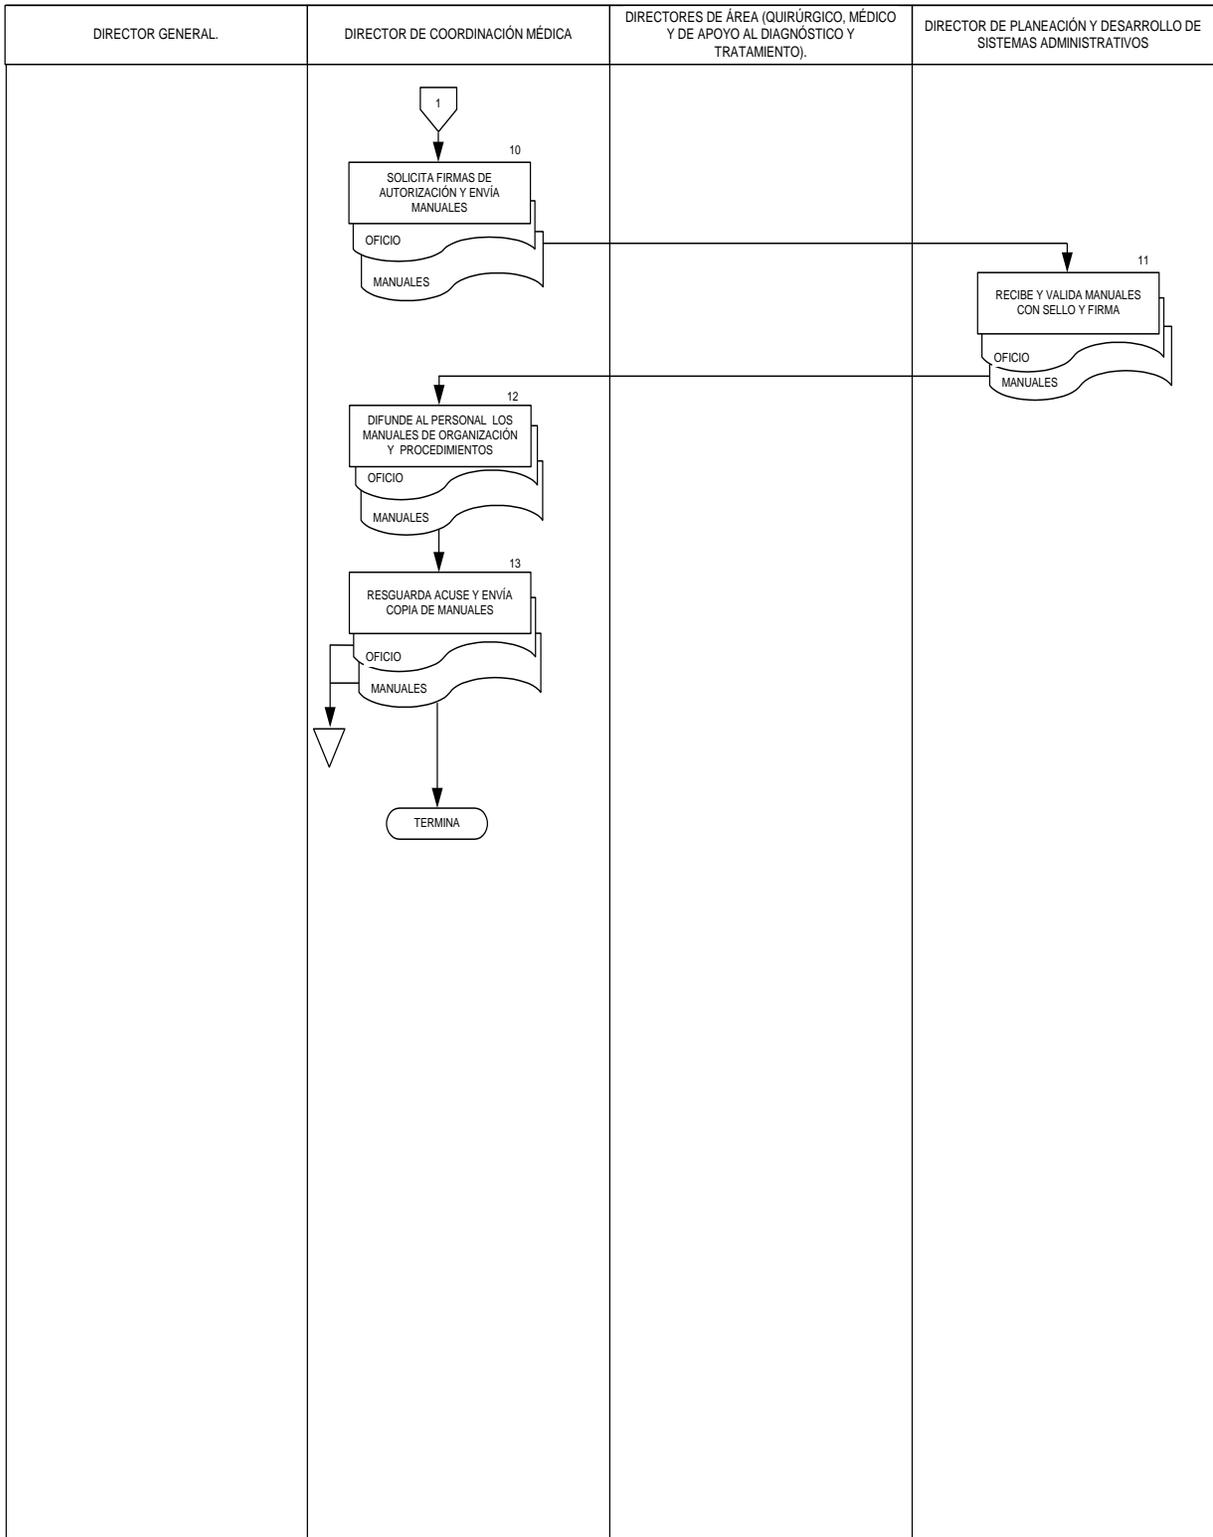 DIRECTOR GENERAL.
DIRECTOR DE COORDINACIÓN MÉDICA
DIRECTORES DE ÁREA (QUIRÚRGICO, MÉDICO
Y DE APOYO AL DIAGNÓSTICO Y
TRATAMIENTO).
DIRECTOR DE PLANEACIÓN Y DESARROLLO DE
SISTEMAS ADMINISTRATIVOS
1
10
SOLICITA FIRMAS DE
AUTORIZACIÓN Y ENVÍA
MANUALES
OFICIO
MANUALES
11
RECIBE Y VALIDA MANUALES
CON SELLO Y FIRMA
OFICIO
MANUALES
12
DIFUNDE AL PERSONAL LOS
MANUALES DE ORGANIZACIÓN
Y PROCEDIMIENTOS
OFICIO
MANUALES
13
RESGUARDA ACUSE Y ENVÍA
COPIA DE MANUALES
OFICIO
MANUALES
TERMINA